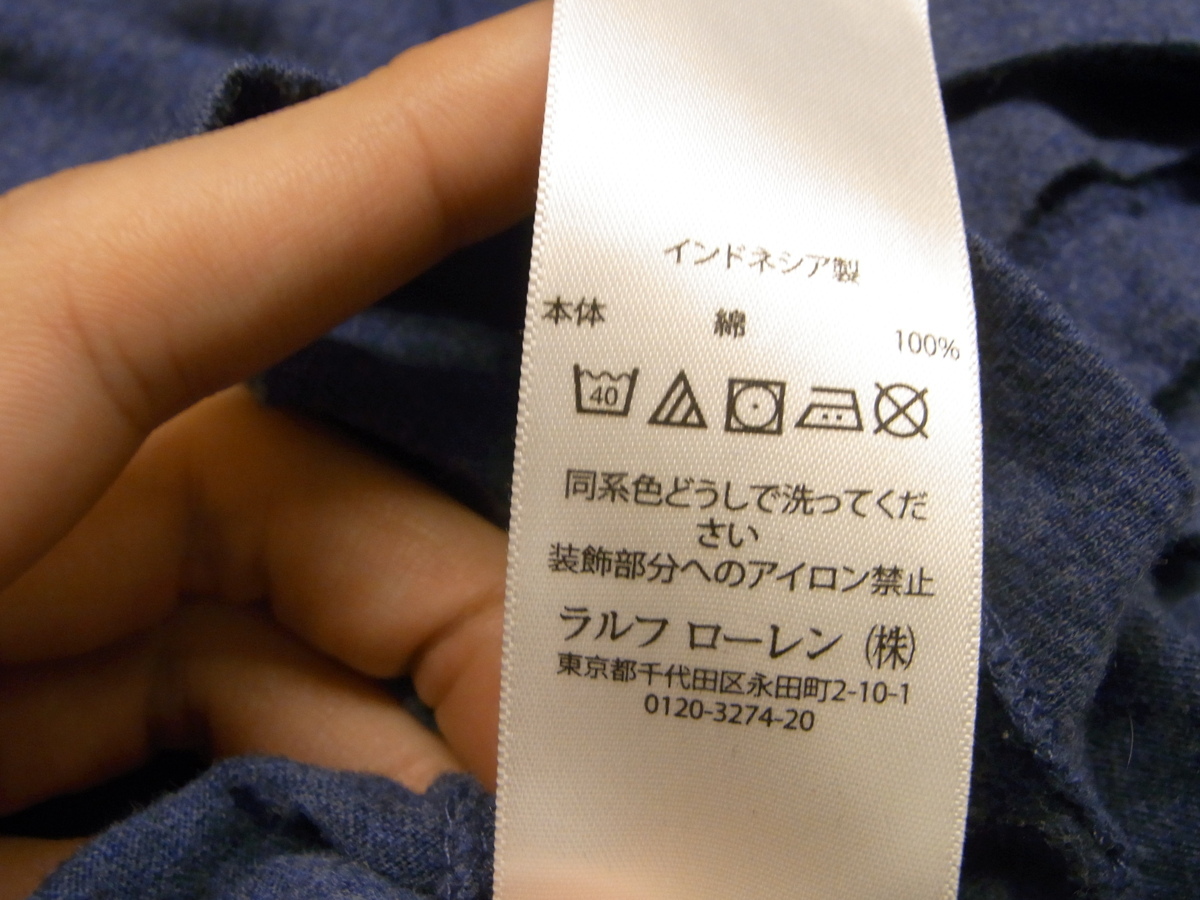 インドネシア製
本体 綿 100%
40
同系色どうしで洗ってくだ
さい
装飾部分へのアイロン禁止
ラルフ ローレン ㈱
東京都千代田区永田町2-10-1
0120-3274-20